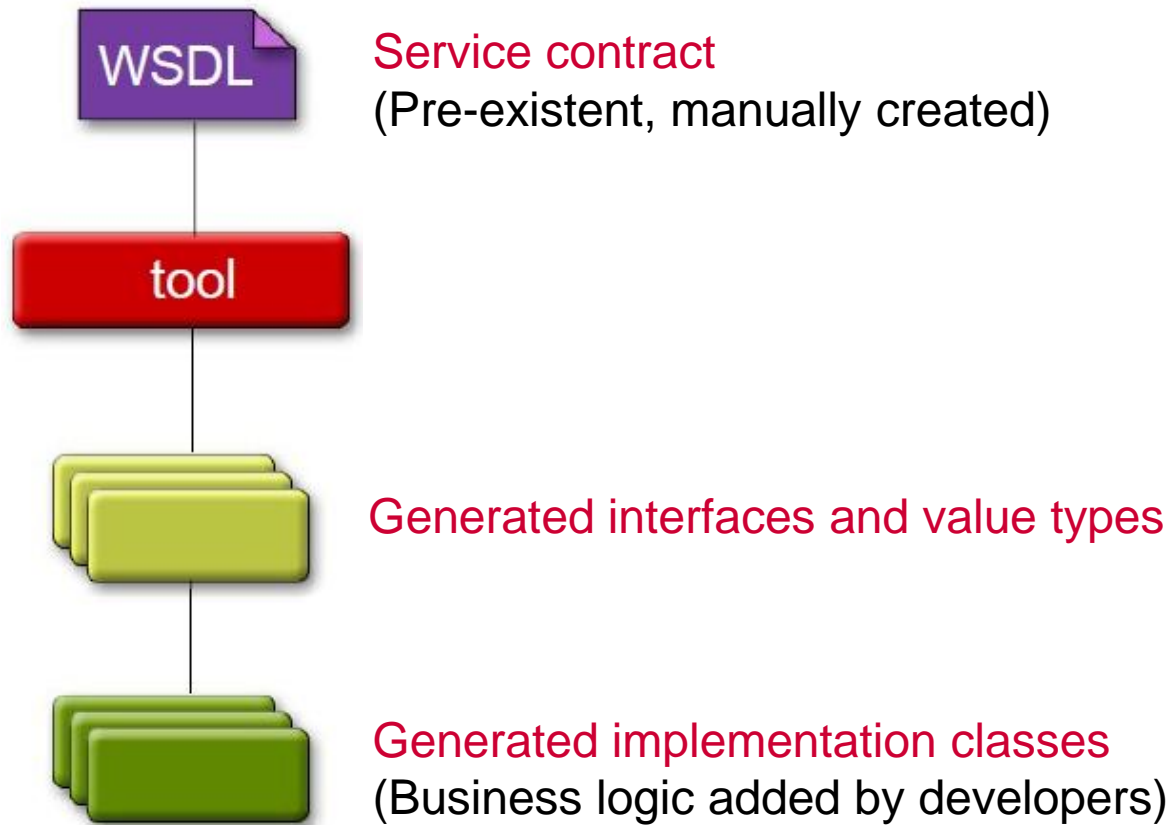 WSDL
Service contract
(Pre-existent, manually created)
tool
Generated interfaces and value types
Generated implementation classes
(Business logic added by developers)